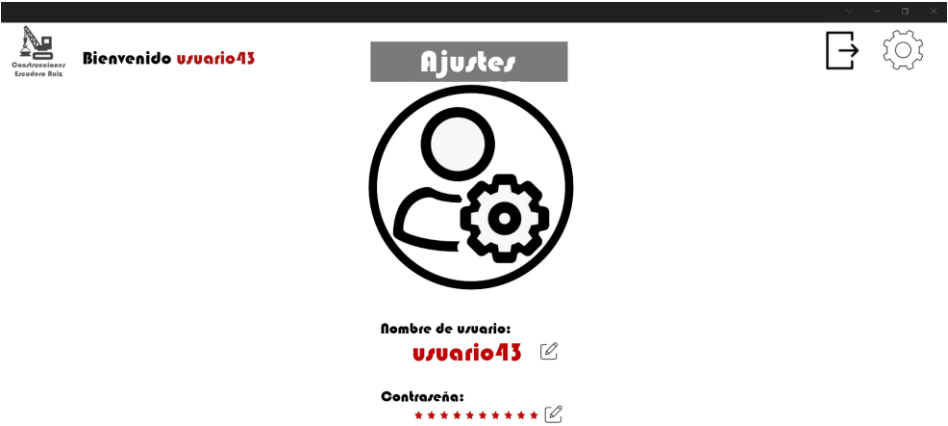 Construcciones
Escudero Ruiz
Bienvenido usuario43
Ajustes
Nombre de usuario:
usuario43
Contraseña:
★★★★★★★★★★